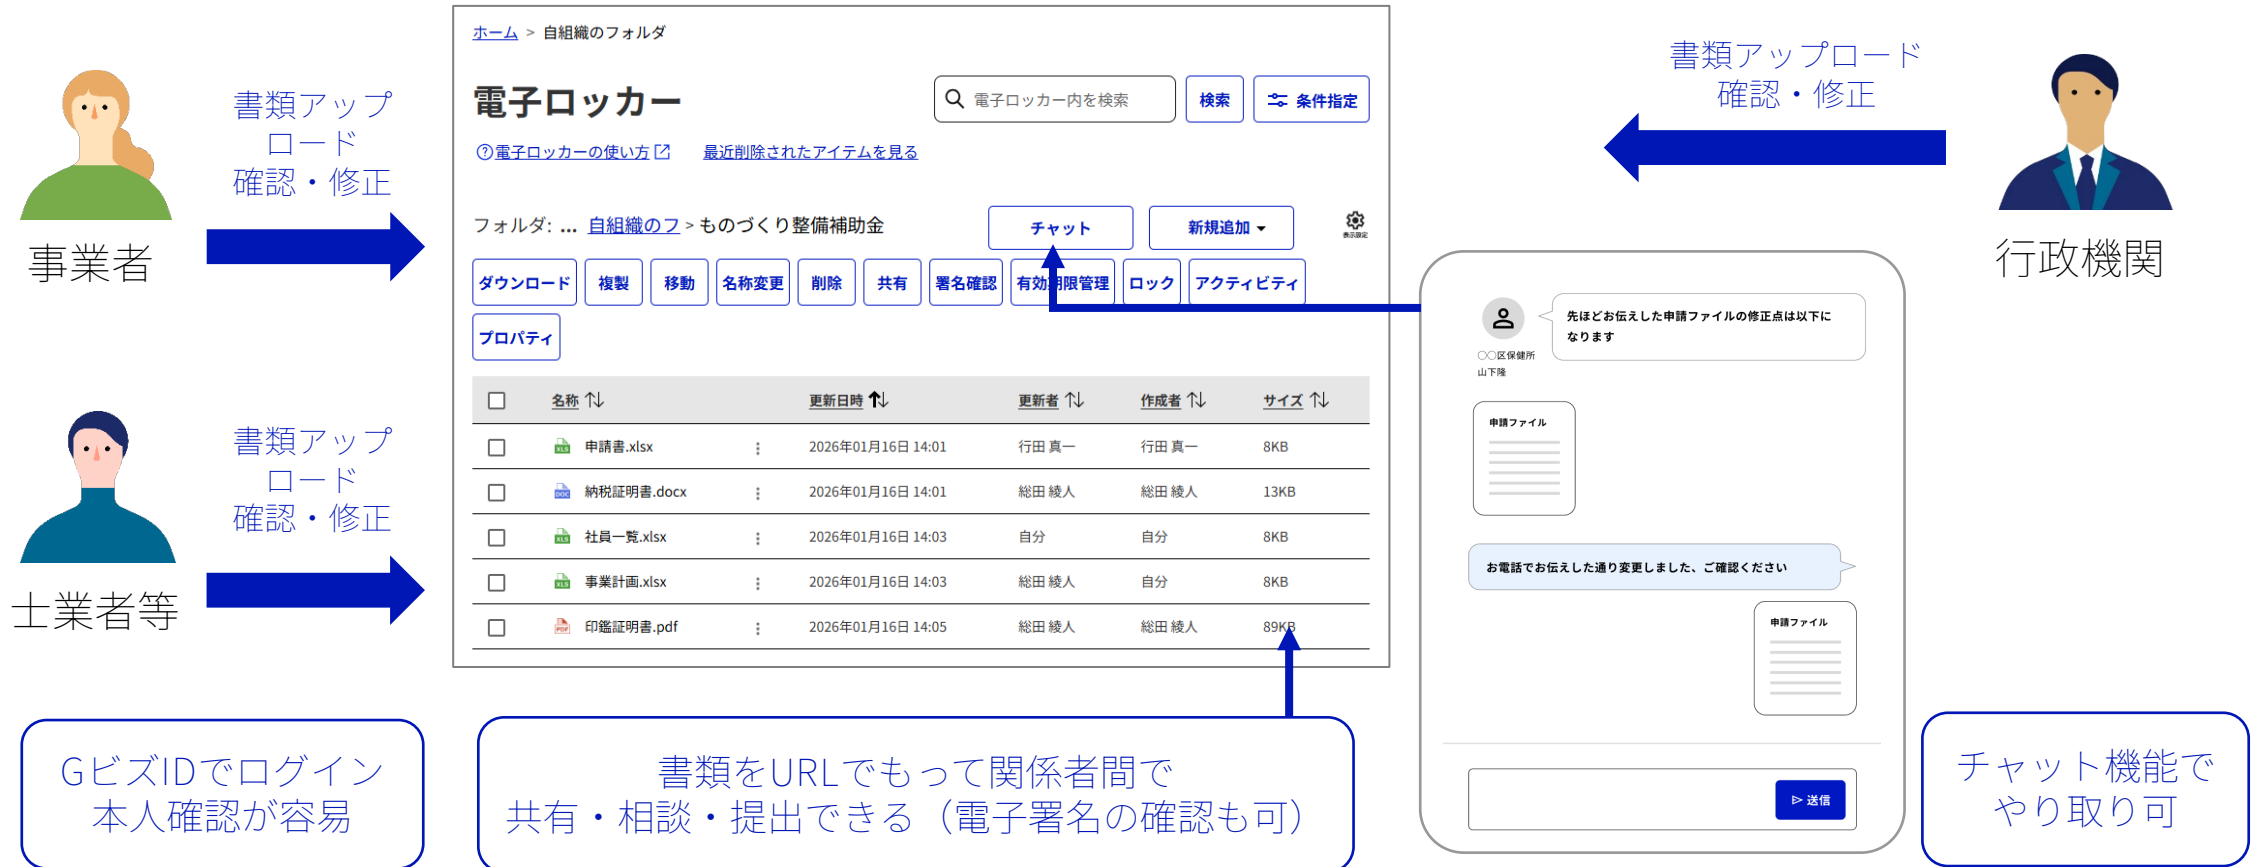 書類アップ
ロード
確認・修正
事業者
書類アップ
ロード
確認・修正
士業者等
ホーム > 自組織のフォルダ
電子ロッカー
電子ロッカー内を検索
検索
条件指定
電子ロッカーの使い方
最近削除されたアイテムを見る
フォルダ: ... 自組織のフ > ものづくり整備補助金
チャット
新規追加
表示設定
ダウンロード 複製 移動 名称変更 削除 共有 署名確認 有効期限管理 ロック アクティビティ
プロパティ
名称 更新日時 更新者 作成者 サイズ
XLS 申請書.xlsx 2026年01月16日 14:01 行田 真一 行田 真一 8KB
DOC 納税証明書.docx 2026年01月16日 14:01 総田 綾人 総田 綾人 13KB
XLS 社員一覧.xlsx 2026年01月16日 14:03 自分 自分 8KB
XLS 事業計画.xlsx 2026年01月16日 14:03 総田 綾人 自分 8KB
PDF 印鑑証明書.pdf 2026年01月16日 14:05 総田 綾人 総田 綾人 89KB
書類アップロード
確認・修正
行政機関
先ほどお伝えした申請ファイルの修正点は以下に
なります
〇〇区保健所
山下隆
申請ファイル
お電話でお伝えした通り変更しました、ご確認ください
申請ファイル
送信
GビズIDでログイン
本人確認が容易
書類をURLでもって関係者間で
共有・相談・提出できる（電子署名の確認も可）
チャット機能で
やり取り可